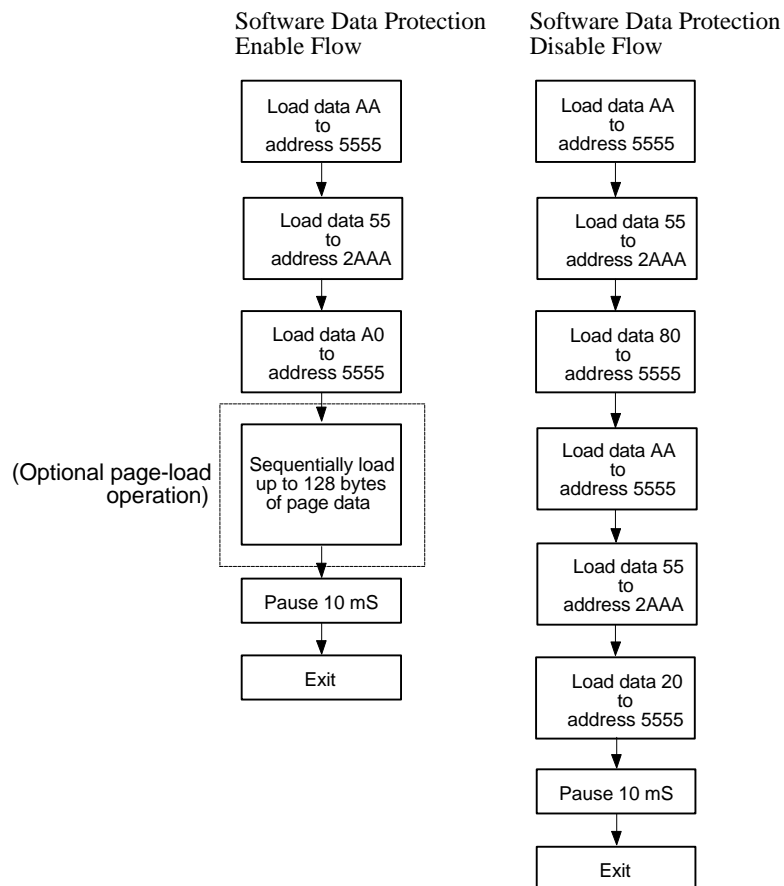 Software Data Protection
Enable Flow
Load data AA
to
address 5555
Load data 55
to
address 2AAA
Load data A0
to
address 5555
(Optional page-load
operation)
Sequentially load
up to 128 bytes
of page data
Pause 10 mS
Exit
Software Data Protection
Disable Flow
Load data AA
to
address 5555
Load data 55
to
address 2AAA
Load data 80
to
address 5555
Load data AA
to
address 5555
Load data 55
to
address 2AAA
Load data 20
to
address 5555
Pause 10 mS
Exit